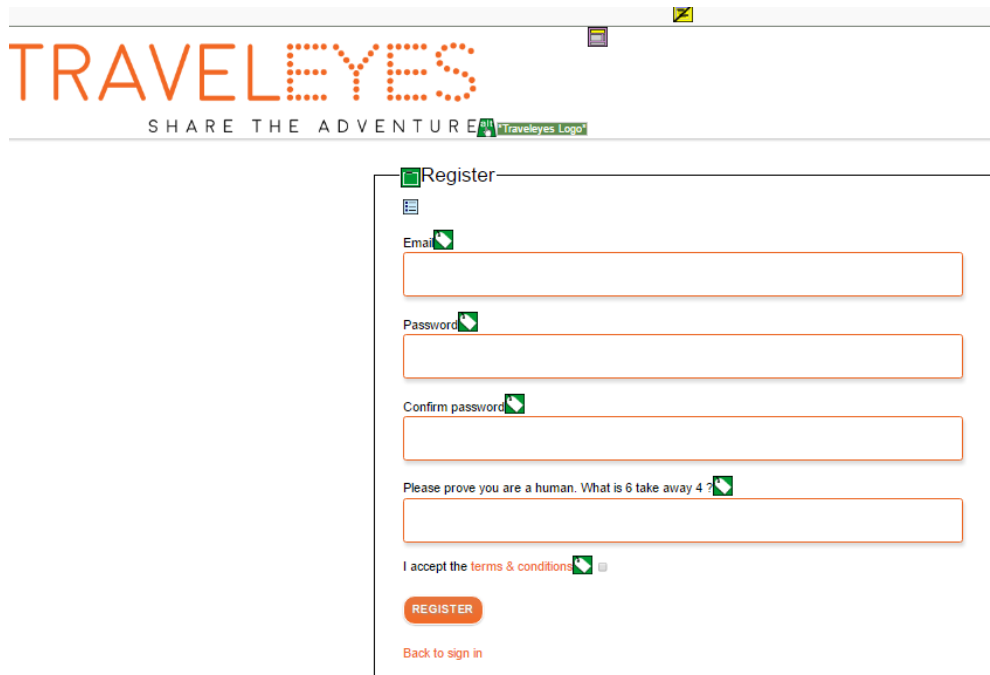 TRAVELEYES
SHARE THE ADVENTURE
alt "Traveleyes Logo"
Register
Email
Password
Confirm password
Please prove you are a human. What is 6 take away 4 ?
I accept the terms & conditions
REGISTER
Back to sign in